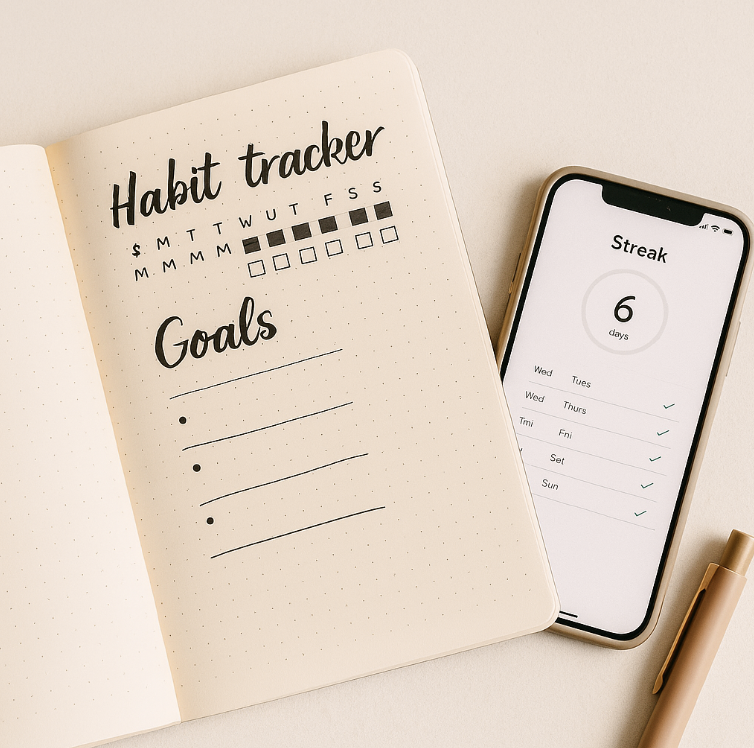 Habit tracker
$ M T T W U T F S S
M M M M
Goals
Streak
6
days
Wed Tues
Wed Thurs
Tmi Fni
Set
Sun